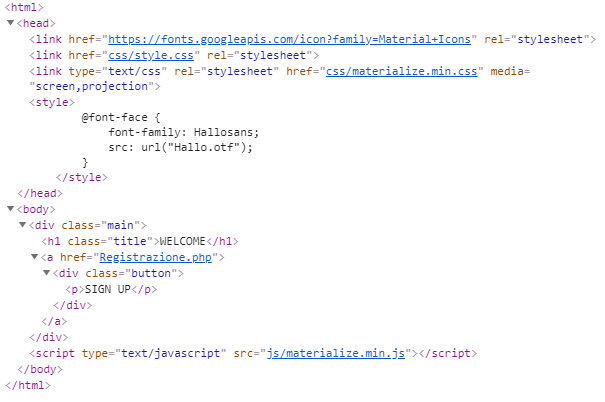 <html>
<head>
<link href="https://fonts.googleapis.com/icon?family=Material+Icons" rel="stylesheet">
<link href="css/style.css" rel="stylesheet">
<link type="text/css" rel="stylesheet" href="css/materialize.min.css" media=
"screen,projection">
<style>
@font-face {
font-family: Hallosans;
src: url("Hallo.otf");
}
</style>
</head>
<body>
<div class="main">
<h1 class="title">WELCOME</h1>
<a href="Registrazione.php">
<div class="button">
<p>SIGN UP</p>
</div>
</a>
</div>
<script type="text/javascript" src="js/materialize.min.js"></script>
</body>
</html>